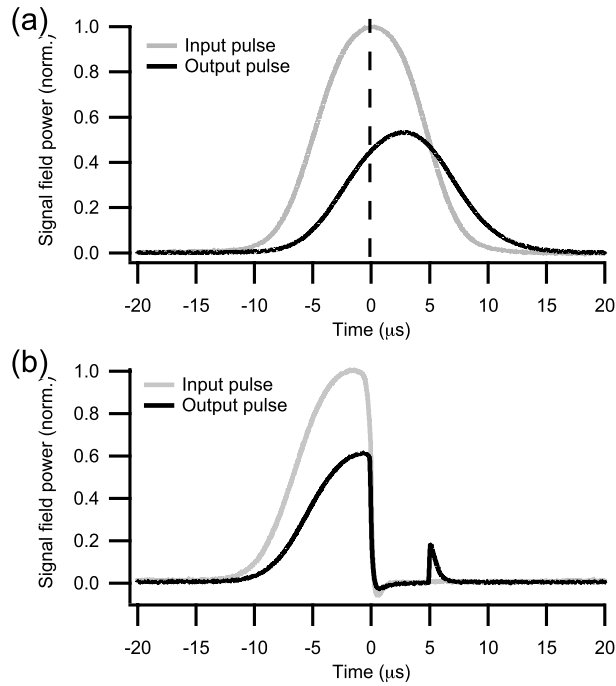 (a)
Signal field power (norm.)
1.0
0.8
0.6
0.4
0.2
0.0
Input pulse
Output pulse
-20 -15 -10 -5 0 5 10 15 20
Time (μs)
(b)
Signal field power (norm.)
1.0
0.8
0.6
0.4
0.2
0.0
Input pulse
Output pulse
-20 -15 -10 -5 0 5 10 15 20
Time (μs)